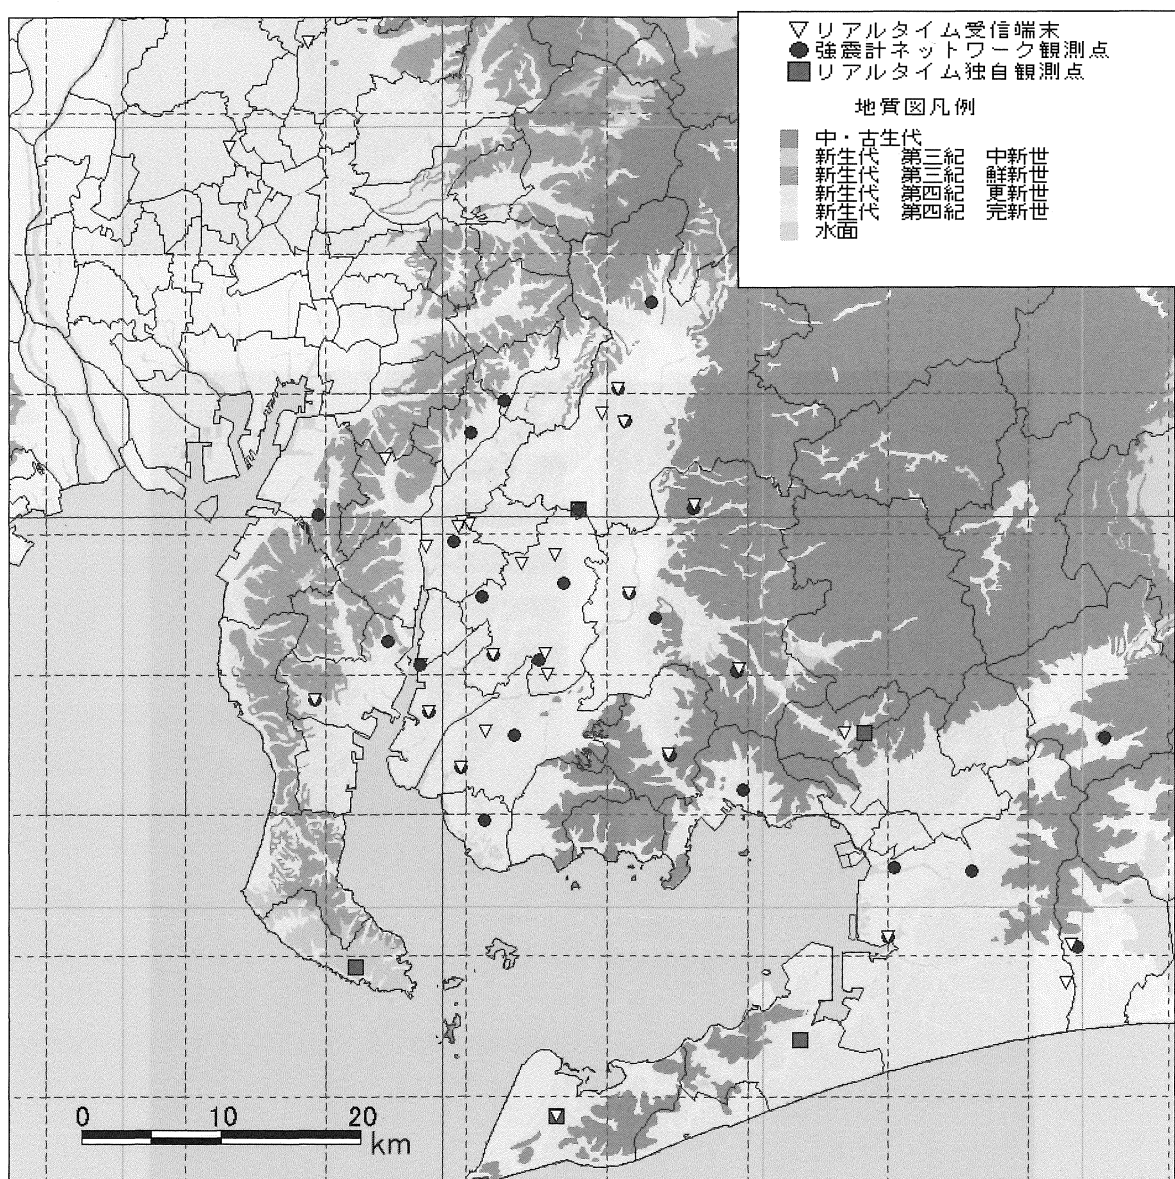 リアルタイム受信端末
強震計ネットワーク観測点
リアルタイム独自観測点
地質図凡例
中・古生代
新生代 第三紀 中新世
新生代 第三紀 鮮新世
新生代 第四紀 更新世
新生代 第四紀 完新世
水面
0 10 20
km